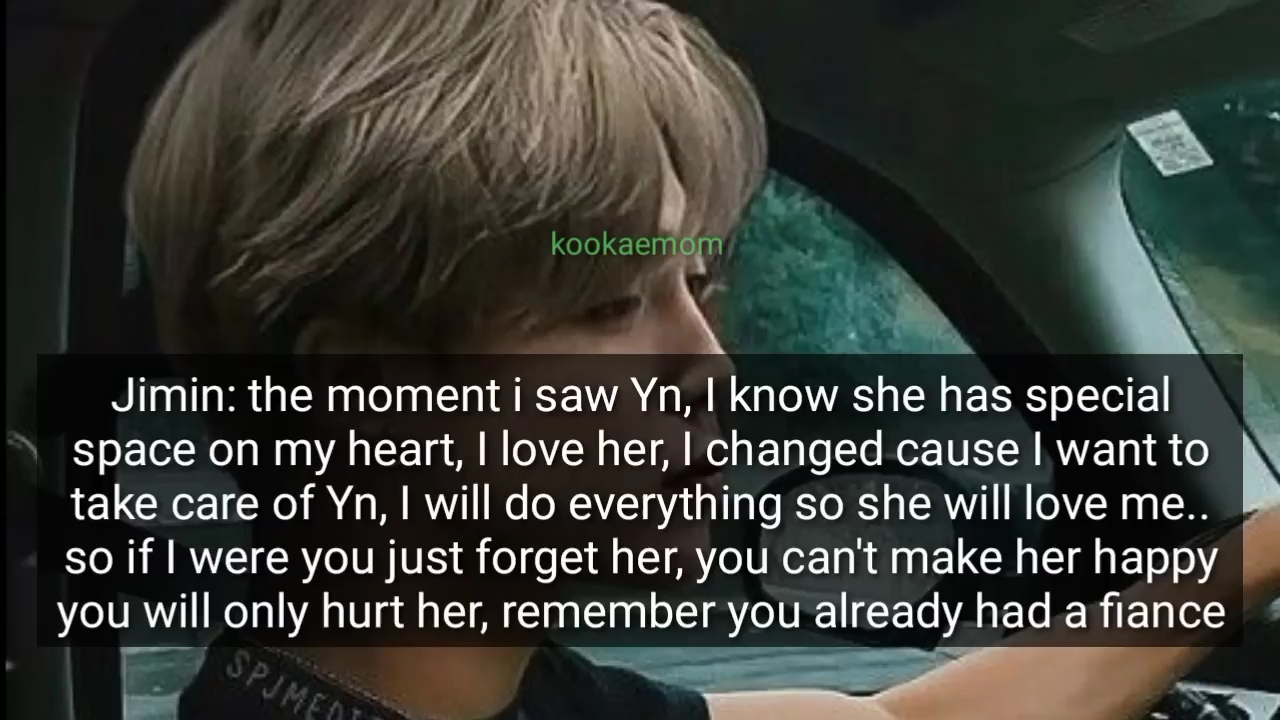 kookaemom
Jimin: the moment i saw Yn, I know she has special
space on my heart, I love her, I changed cause I want to
take care of Yn, I will do everything so she will love me..
so if I were you just forget her, you can't make her happy
you will only hurt her, remember you already had a fiance
SPJMEDI